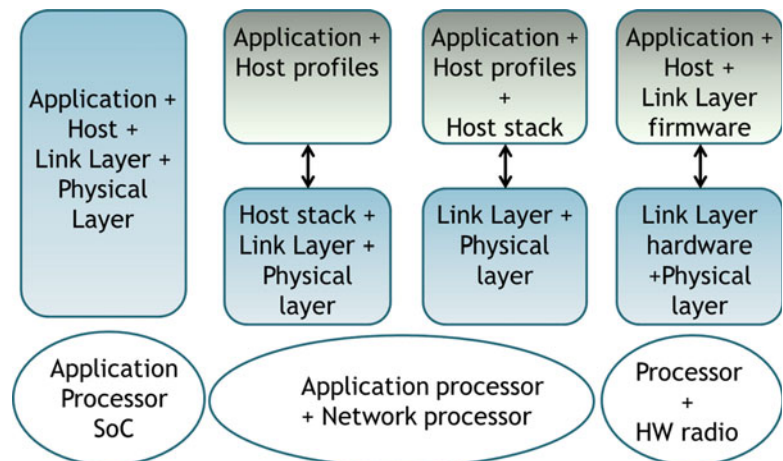 Application +
Host +
Link Layer +
Physical
Layer
Application +
Host profiles
Application +
Host profiles
+
Host stack
Application +
Host +
Link Layer
firmware
Host stack +
Link Layer +
Physical
layer
Link Layer +
Physical
layer
Link Layer
hardware
+Physical
layer
Application
Processor
SoC
Application processor
+ Network processor
Processor
+
HW radio